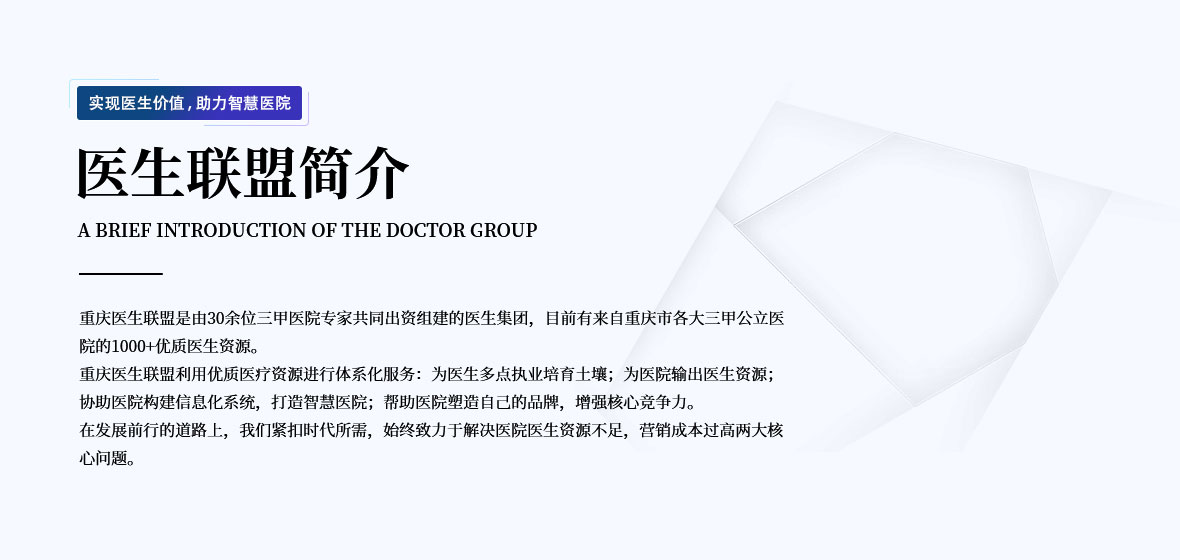 实现医生价值,助力智慧医院
医生联盟简介
A BRIEF INTRODUCTION OF THE DOCTOR GROUP
重庆医生联盟是由30余位三甲医院专家共同出资组建的医生集团，目前有来自重庆市各大三甲公立医
院的1000+优质医生资源。
重庆医生联盟利用优质医疗资源进行体系化服务：为医生多点执业培育土壤；为医院输出医生资源；
协助医院构建信息化系统，打造智慧医院；帮助医院塑造自己的品牌，增强核心竞争力。
在发展前行的道路上，我们紧扣时代所需，始终致力于解决医院医生资源不足，营销成本过高两大核
心问题。